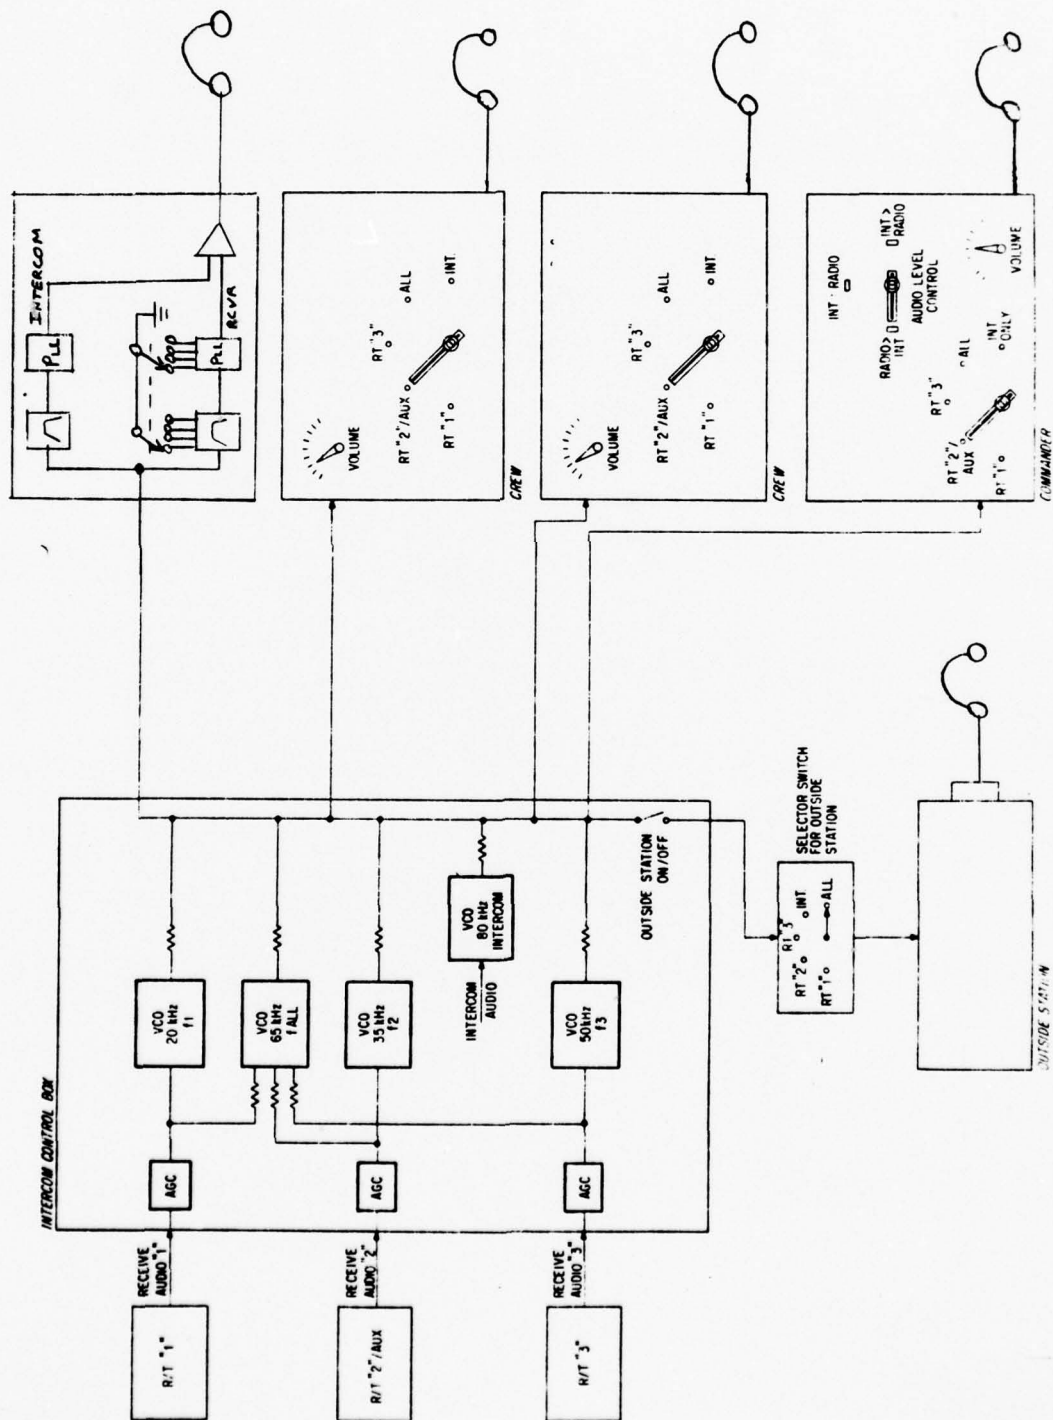 INTERCOM
PLL
PLL
RCVR
VOLUME
RT "2"/AUX
RT "3"
ALL
RT "1"
INT.
CREW
VOLUME
RT "2"/AUX
RT "3"
ALL
RT "1"
INT
CREW
INT · RADIO
RADIO>
INT
INT>
RADIO
AUDIO LEVEL
CONTROL
RT "2"/
AUX
RT "3"
ALL
RT "1"
INT
ONLY
VOLUME
COMMANDER
INTERCOM CONTROL BOX
R/T "1"
RECEIVE
AUDIO "1"
AGC
VCO
20 kHz
f1
VCO
65 kHz
f ALL
R/T "2"/AUX
RECEIVE
AUDIO "2"
AGC
VCO
35 kHz
f2
INTERCOM
AUDIO
VCO
80 kHz
INTERCOM
R/T "3"
RECEIVE
AUDIO "3"
AGC
VCO
50kHz
f3
OUTSIDE STATION
ON/OFF
SELECTOR SWITCH
FOR OUTSIDE
STATION
RT "2"
RT "3"
INT.
RT "1"
ALL
OUTSIDE STATION